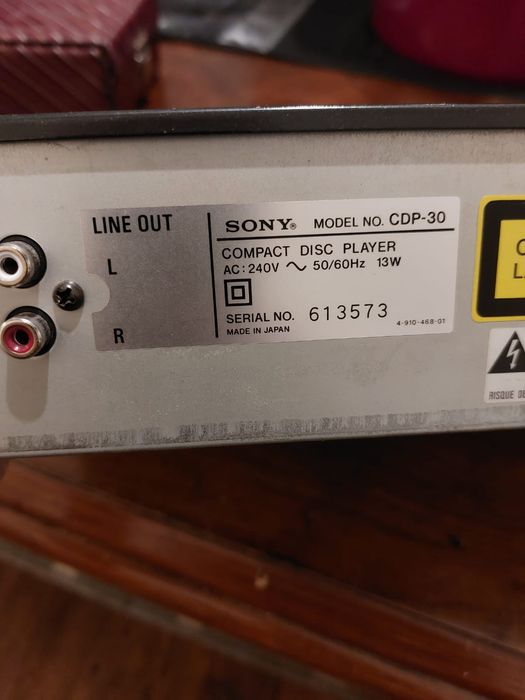 LINE OUT
L
R
SONY® MODEL NO. CDP-30
COMPACT DISC PLAYER
AC: 240V ~ 50/60Hz 13W
SERIAL NO. 613573
MADE IN JAPAN
4-910-468-01
RISQUE